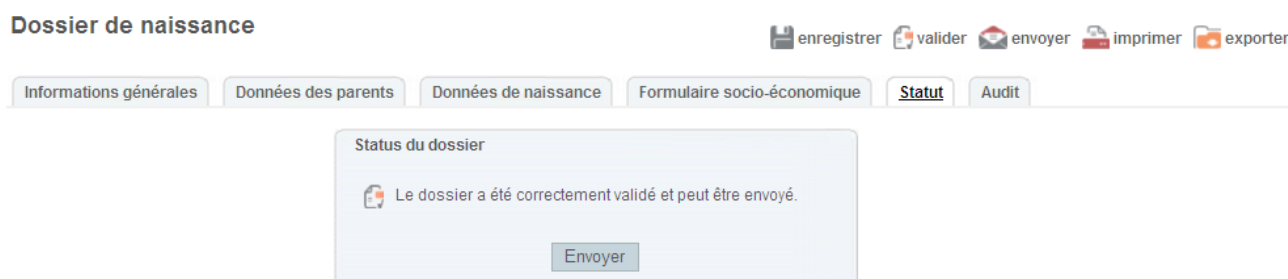 Dossier de naissance
enregistrer valider envoyer imprimer exporter
Informations générales Données des parents Données de naissance Formulaire socio-économique Statut Audit
Status du dossier
Le dossier a été correctement validé et peut être envoyé.
Envoyer